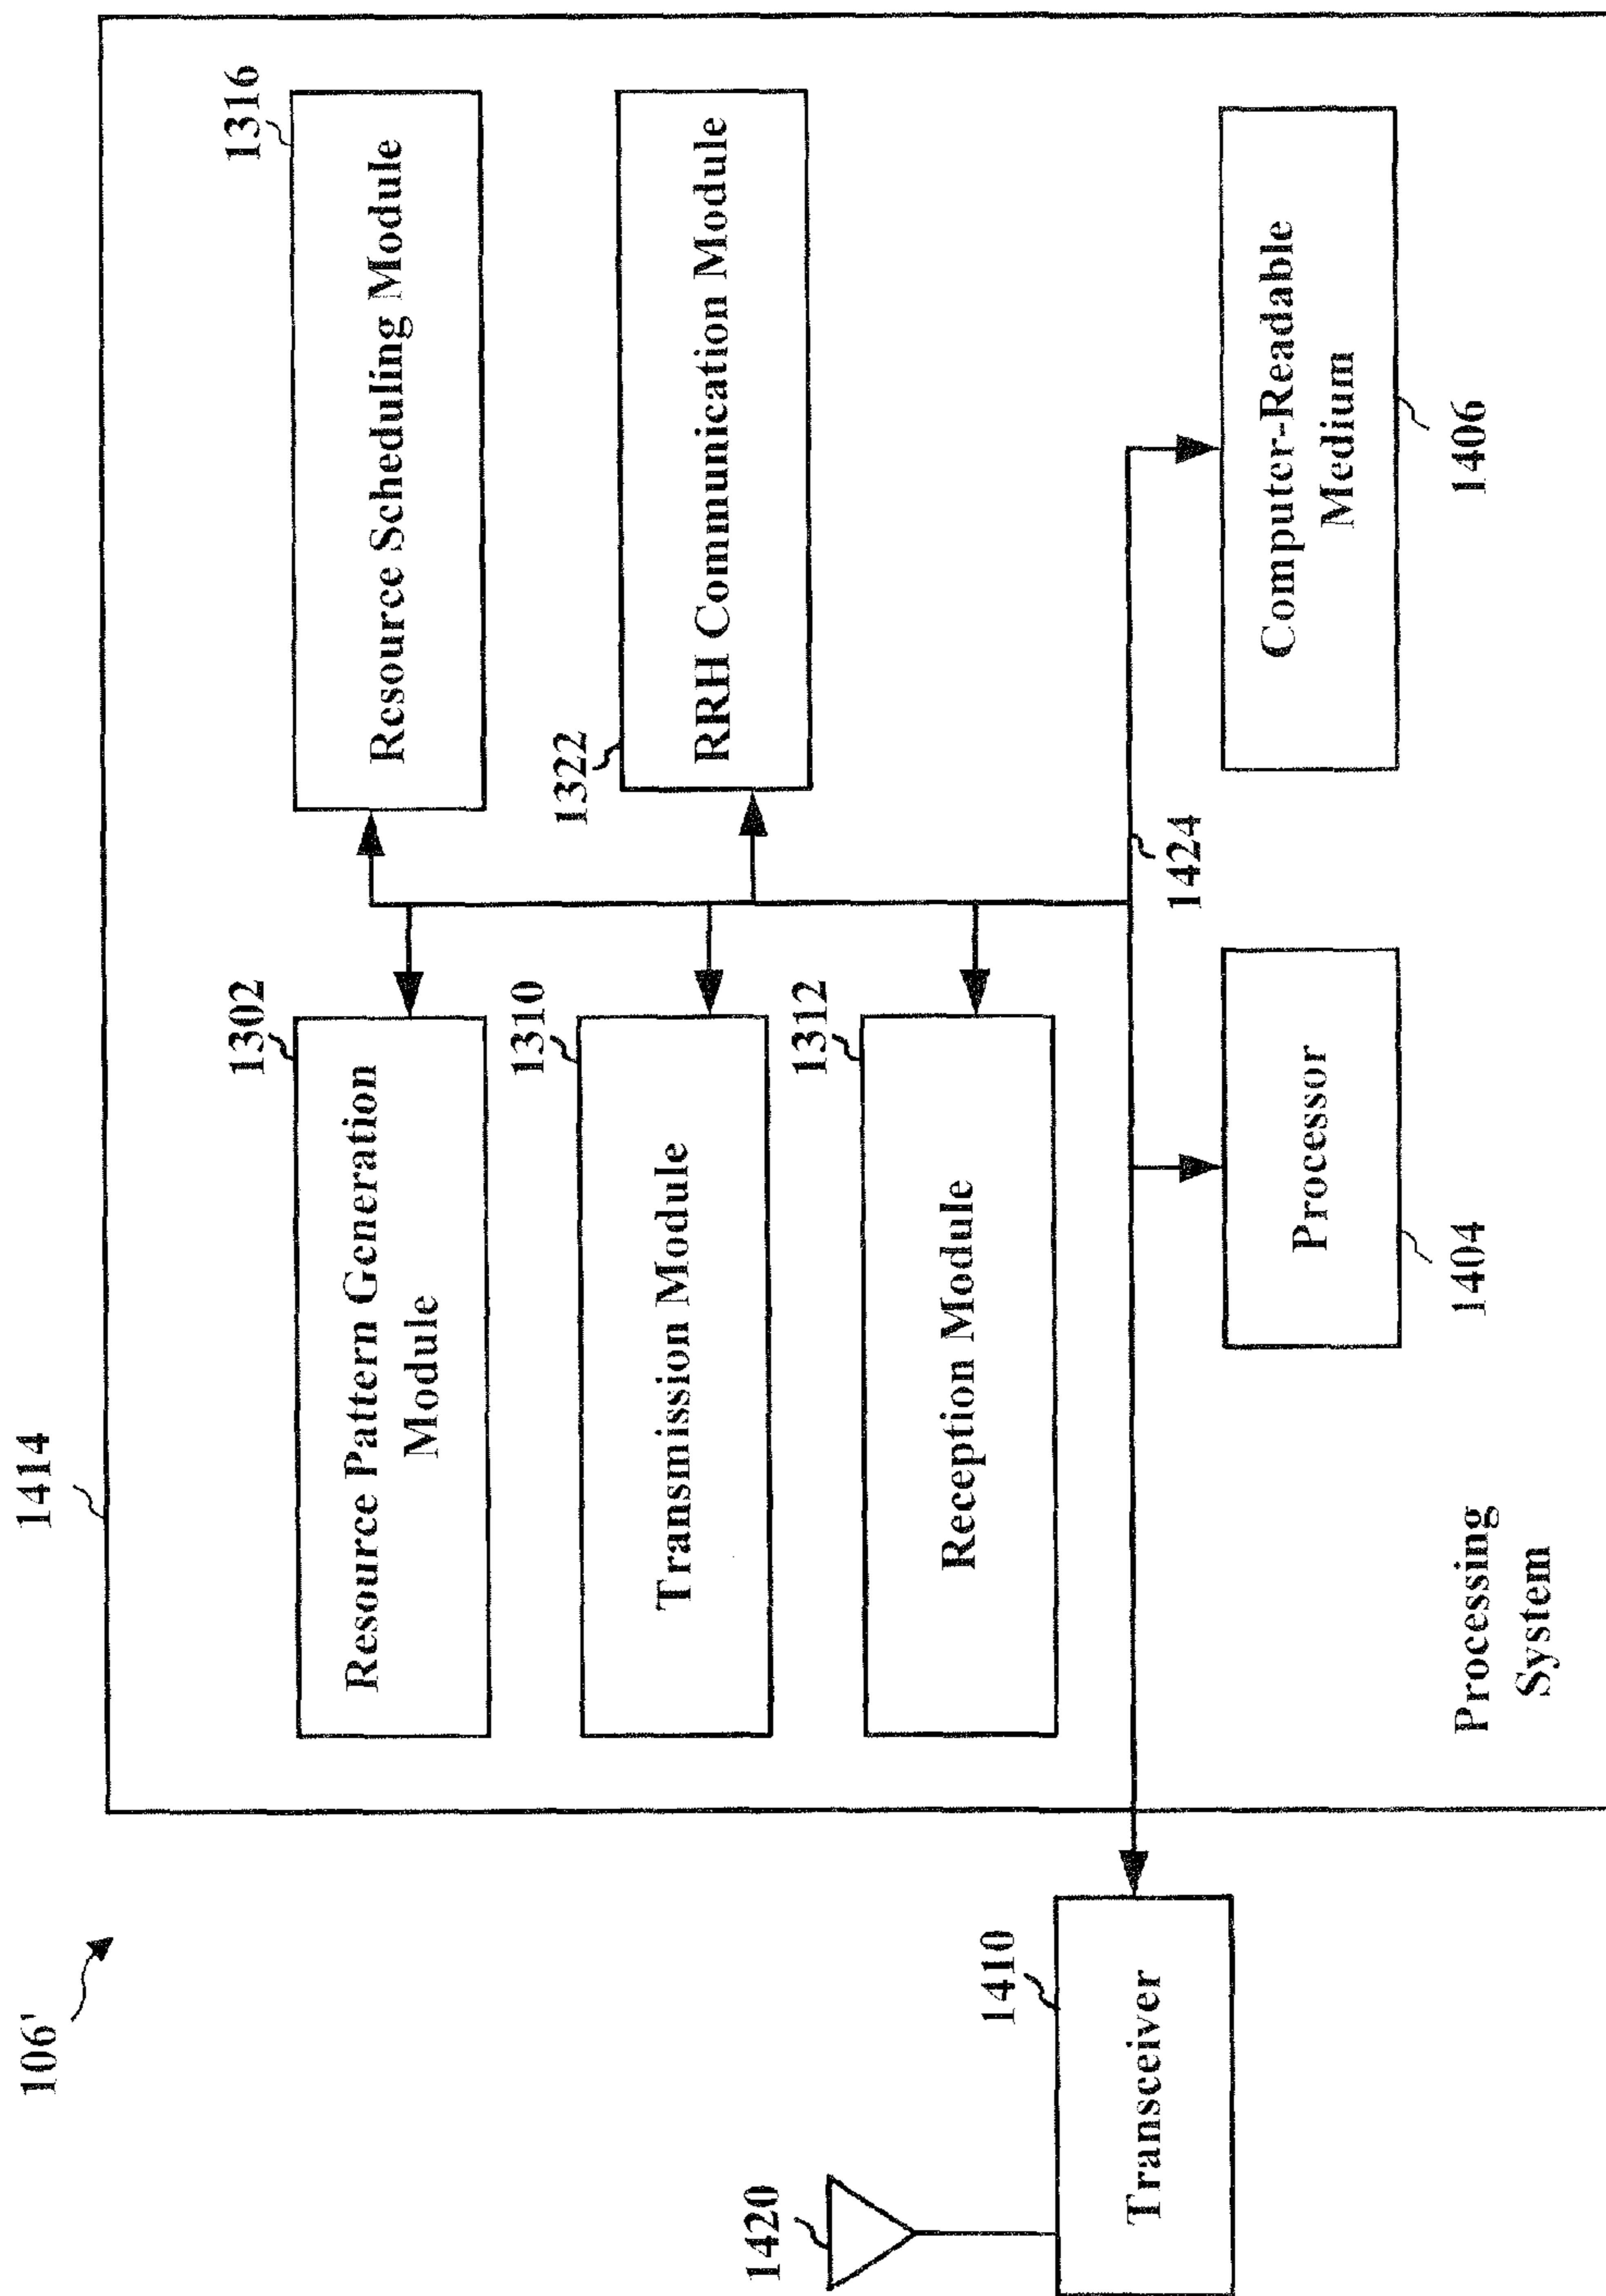 106'
1414
1302
Resource Pattern Generation
Module
1316
Resource Scheduling Module
1310
Transmission Module
1322
RRH Communication Module
1312
Reception Module
1420
1410
Transceiver
1424
Processor
1404
Computer-Readable
Medium
1406
Processing
System